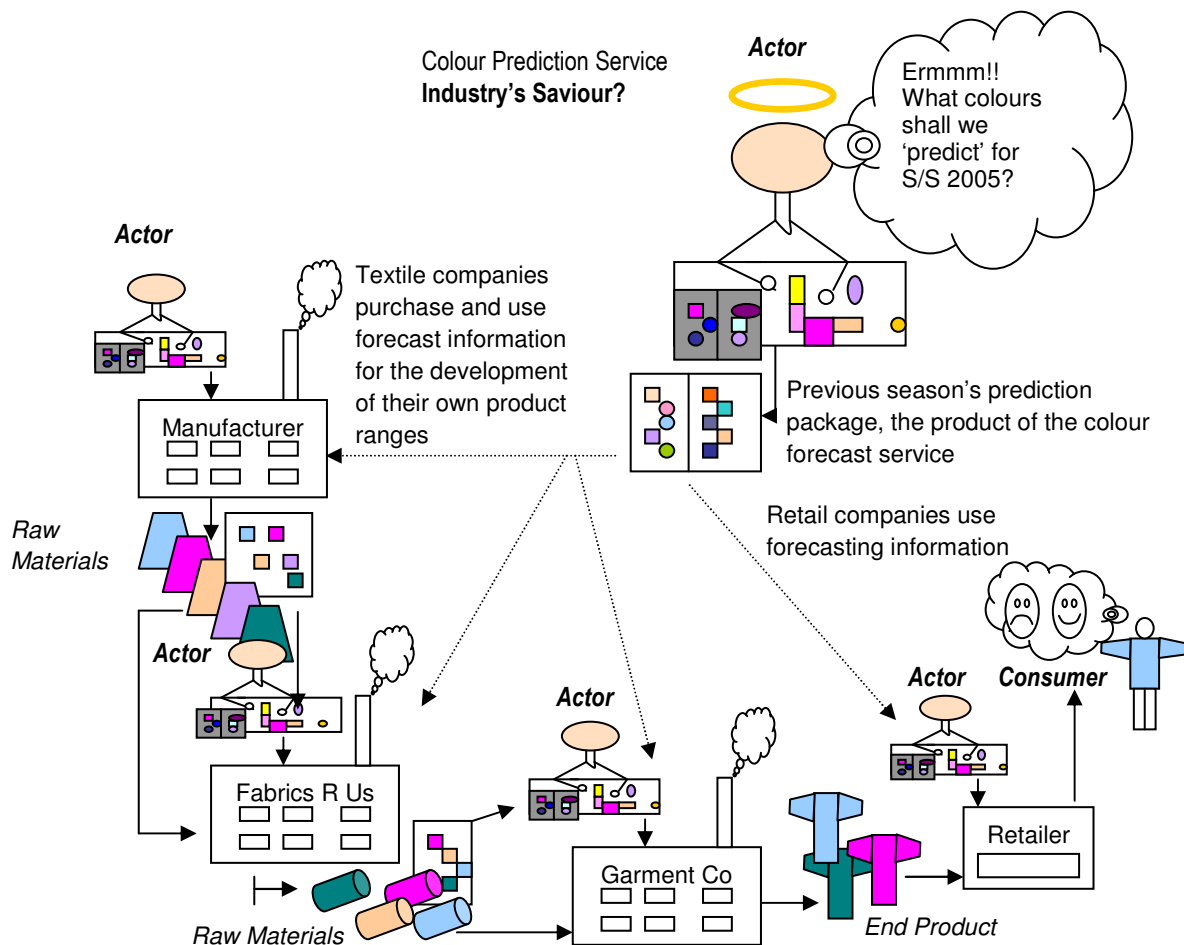 Colour Prediction Service
Industry's Saviour?
Actor
Ermmm!!
What colours
shall we
‘predict’ for
S/S 2005?
Actor
Textile companies
purchase and use
forecast information
for the development
of their own product
ranges
Previous season's prediction
package, the product of the colour
forecast service
Manufacturer
Raw
Materials
Retail companies use
forecasting information
Actor
Actor
Actor
Consumer
Fabrics R Us
Garment Co
Retailer
Raw Materials
End Product